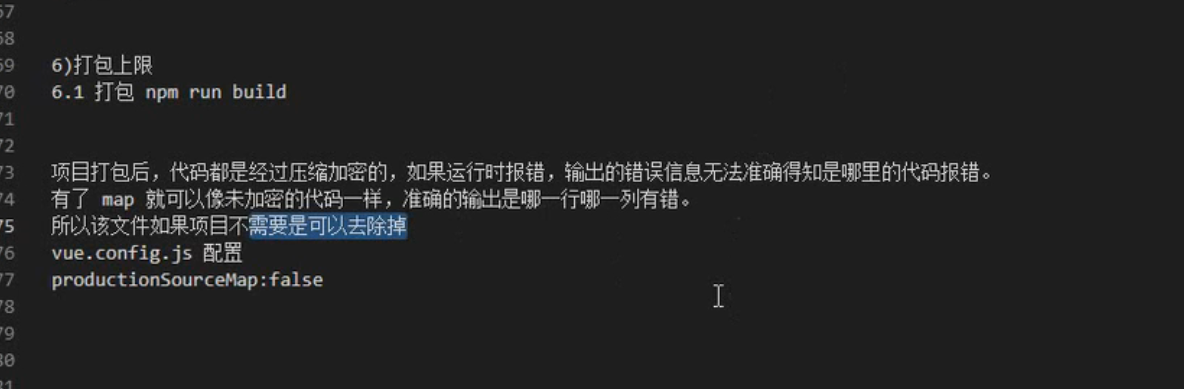 67
68
69 6)打包上限
70 6.1 打包 npm run build
71
72
73 项目打包后，代码都是经过压缩加密的，如果运行时报错，输出的错误信息无法准确得知是哪里的代码报错。
74 有了 map 就可以像未加密的代码一样，准确的输出是哪一行哪一列有错。
75 所以该文件如果项目不需要是可以去除掉
76 vue.config.js 配置
77 productionSourceMap:false
78
79
80
81